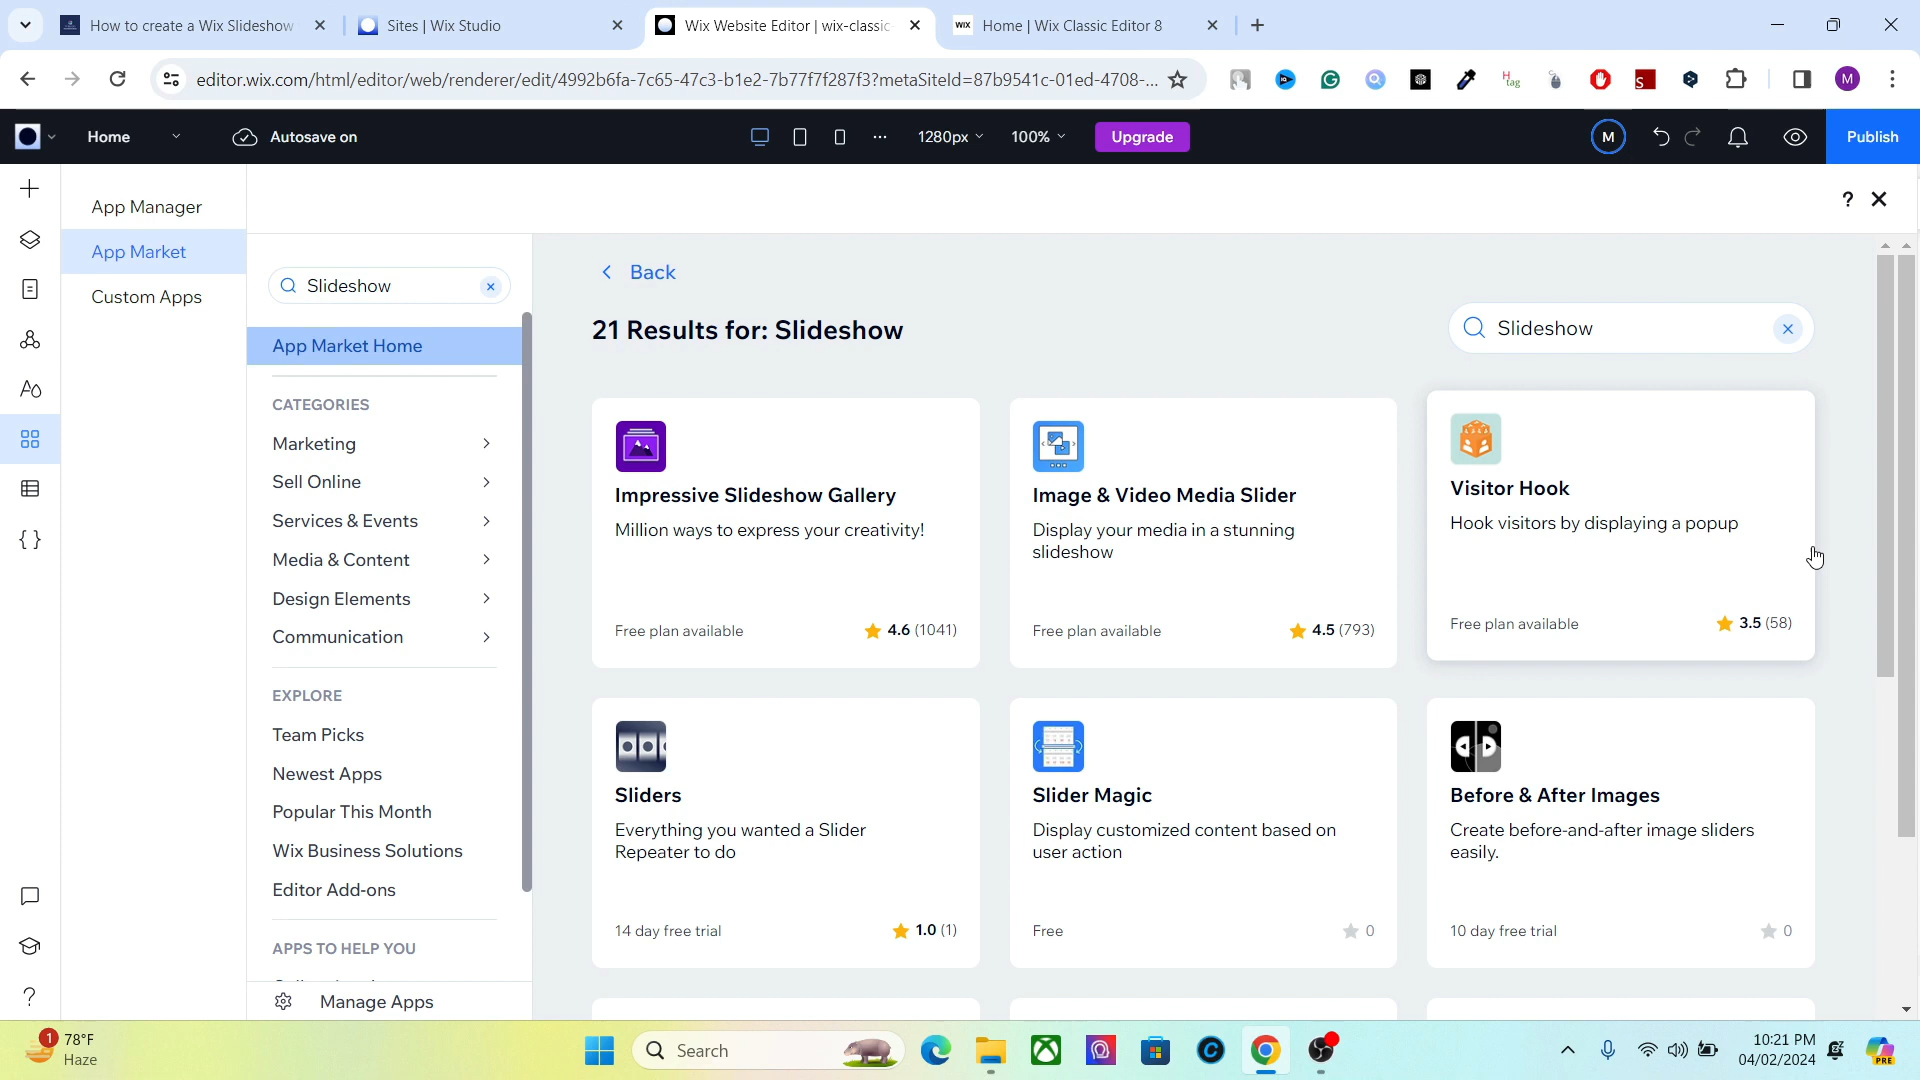 How to create a Wix Slideshow
Sites | Wix Studio
Wix Website Editor | wix-classic
WIX
Home | Wix Classic Editor 8
editor.wix.com/html/editor/web/renderer/edit/4992b6fa-7c65-47c3-b1e2-7b77f7f287f3?metaSiteId=87b9541c-01ed-4708-...
H tag
M
Home
Autosave on
1280px
100%
Upgrade
M
Publish
App Manager
App Market
Custom Apps
Slideshow
App Market Home
CATEGORIES
Marketing
Sell Online
Services & Events
Media & Content
Design Elements
Communication
EXPLORE
Team Picks
Newest Apps
Popular This Month
Wix Business Solutions
Editor Add-ons
APPS TO HELP YOU
Manage Apps
Back
21 Results for: Slideshow
Slideshow
Impressive Slideshow Gallery
Million ways to express your creativity!
Free plan available
4.6 (1041)
Image & Video Media Slider
Display your media in a stunning
slideshow
Free plan available
4.5 (793)
Visitor Hook
Hook visitors by displaying a popup
Free plan available
3.5 (58)
Sliders
Everything you wanted a Slider
Repeater to do
14 day free trial
1.0 (1)
Slider Magic
Display customized content based on
user action
Free
0
Before & After Images
Create before-and-after image sliders
easily.
10 day free trial
0
1
78°F
Haze
Search
10:21 PM
04/02/2024
PRE